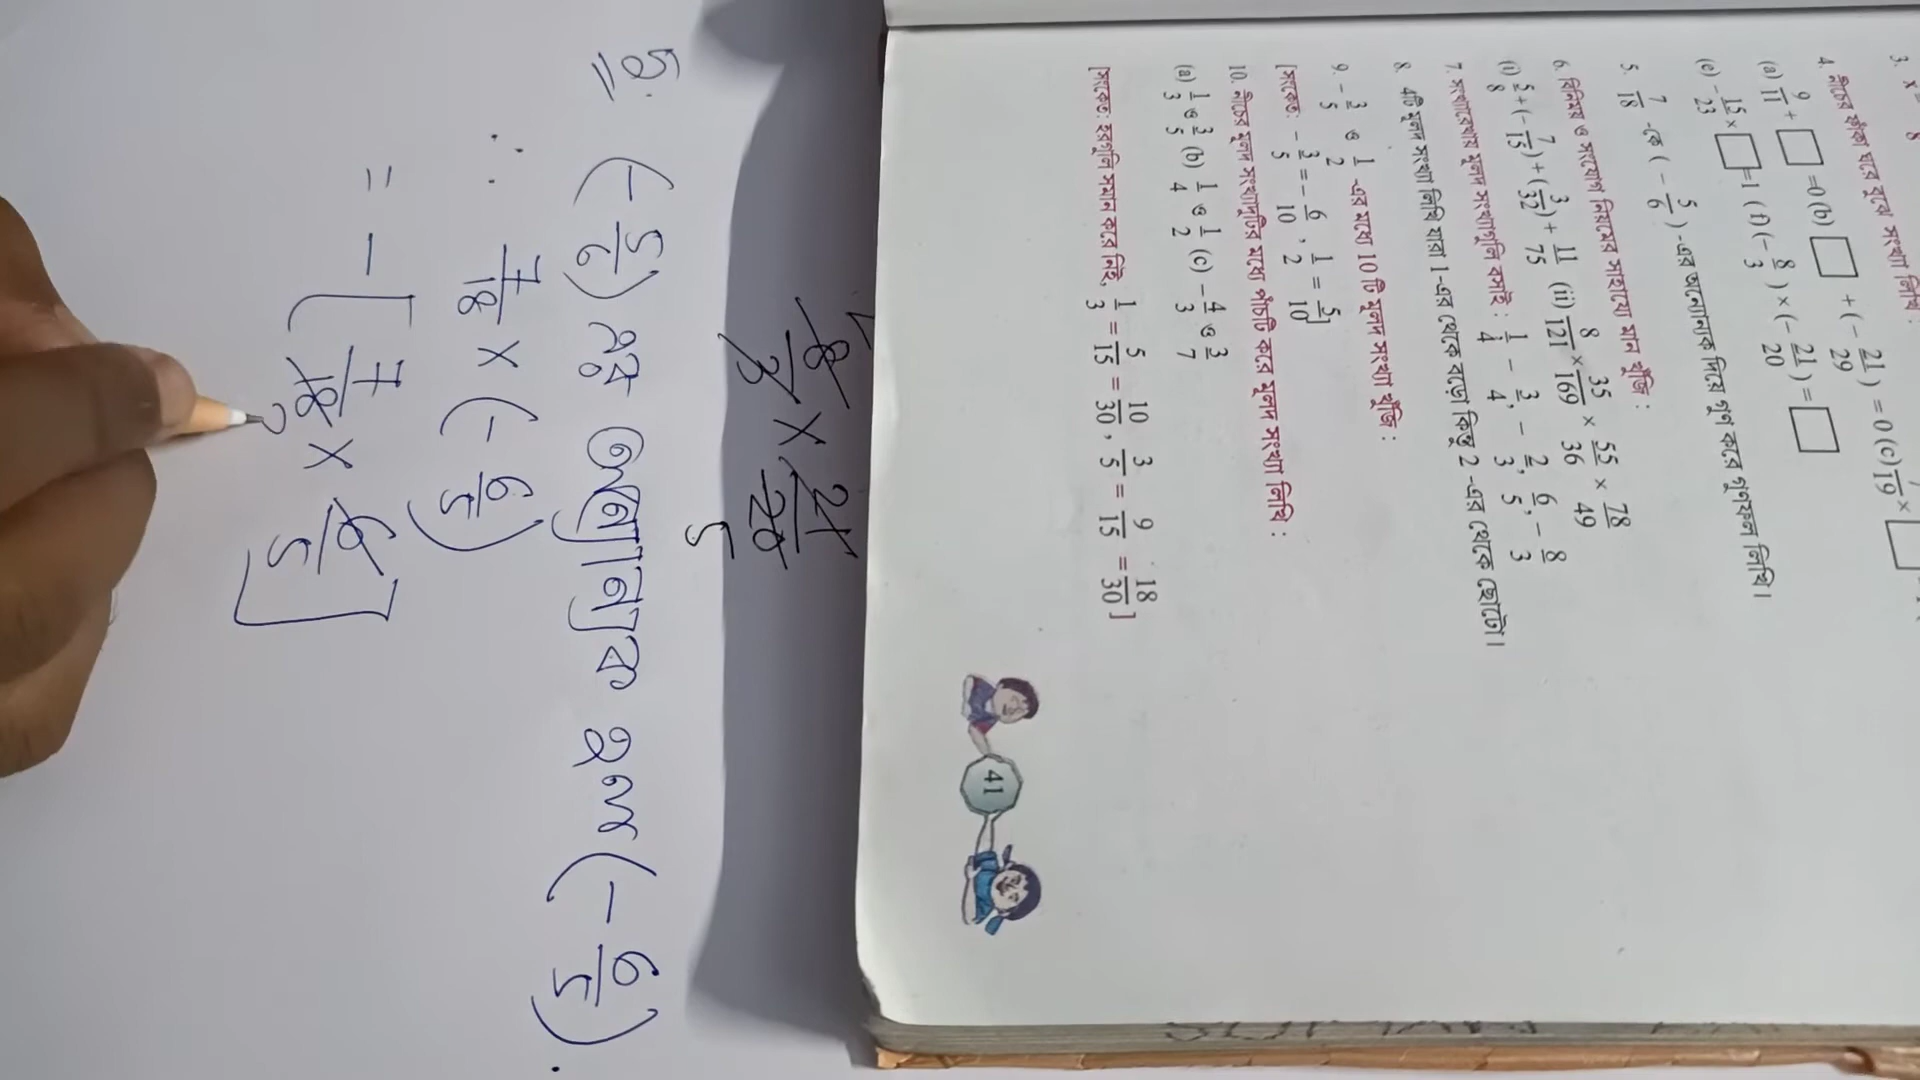 3. x
4. নীচের ফাঁকা ঘরে বুঝে সংখ্যা লিখি :
(a) 9/11 + □ =0 (b) □ + (- 21/29) = 0 (c) 7/19 × □
(e) - 15/23 × □ =1 (f) (- 8/3) × (- 21/20) = □
5. 7/18 -কে (- 5/6) -এর অন্যোন্যক দিয়ে গুণ করে গুণফল লিখি।
6. বিনিময় ও সংযোগ নিয়মের সাহায্যে মান খুঁজি :
(i) 5/8 + (- 7/15) + (3/32) + 11/75 (ii) 8/121 × 35/169 × 55/36 × 78/49
7. সংখ্যারেখায় মূলদ সংখ্যাগুলি বসাই : 1/4 - 3/4, - 2/3, 6/5, - 8/3
8. 4টি মূলদ সংখ্যা লিখি যারা 1-এর থেকে বড়ো কিন্তু 2 -এর থেকে ছোটো।
9. - 3/5 ও 1/2 -এর মধ্যে 10 টি মূলদ সংখ্যা খুঁজি :
[সংকেত: - 3/5 = - 6/10 , 1/2 = 5/10]
10. নীচের মূলদ সংখ্যাদুটির মধ্যে পাঁচটি করে মূলদ সংখ্যা লিখি :
(a) 1/3 ও 3/5 (b) 1/4 ও 1/2 (c) - 4/3 ও 3/7
[সংকেত: হরগুলি সমান করে নিই, 1/3 = 5/15 = 10/30, 3/5 = 9/15 = 18/30]
41
8/3 × 21/20
5
5. (- 5/6) এর অন্যোন্যক হল (- 6/5).
∴ 7/18 × (- 6/5)
= - [7/18 × 6/5]